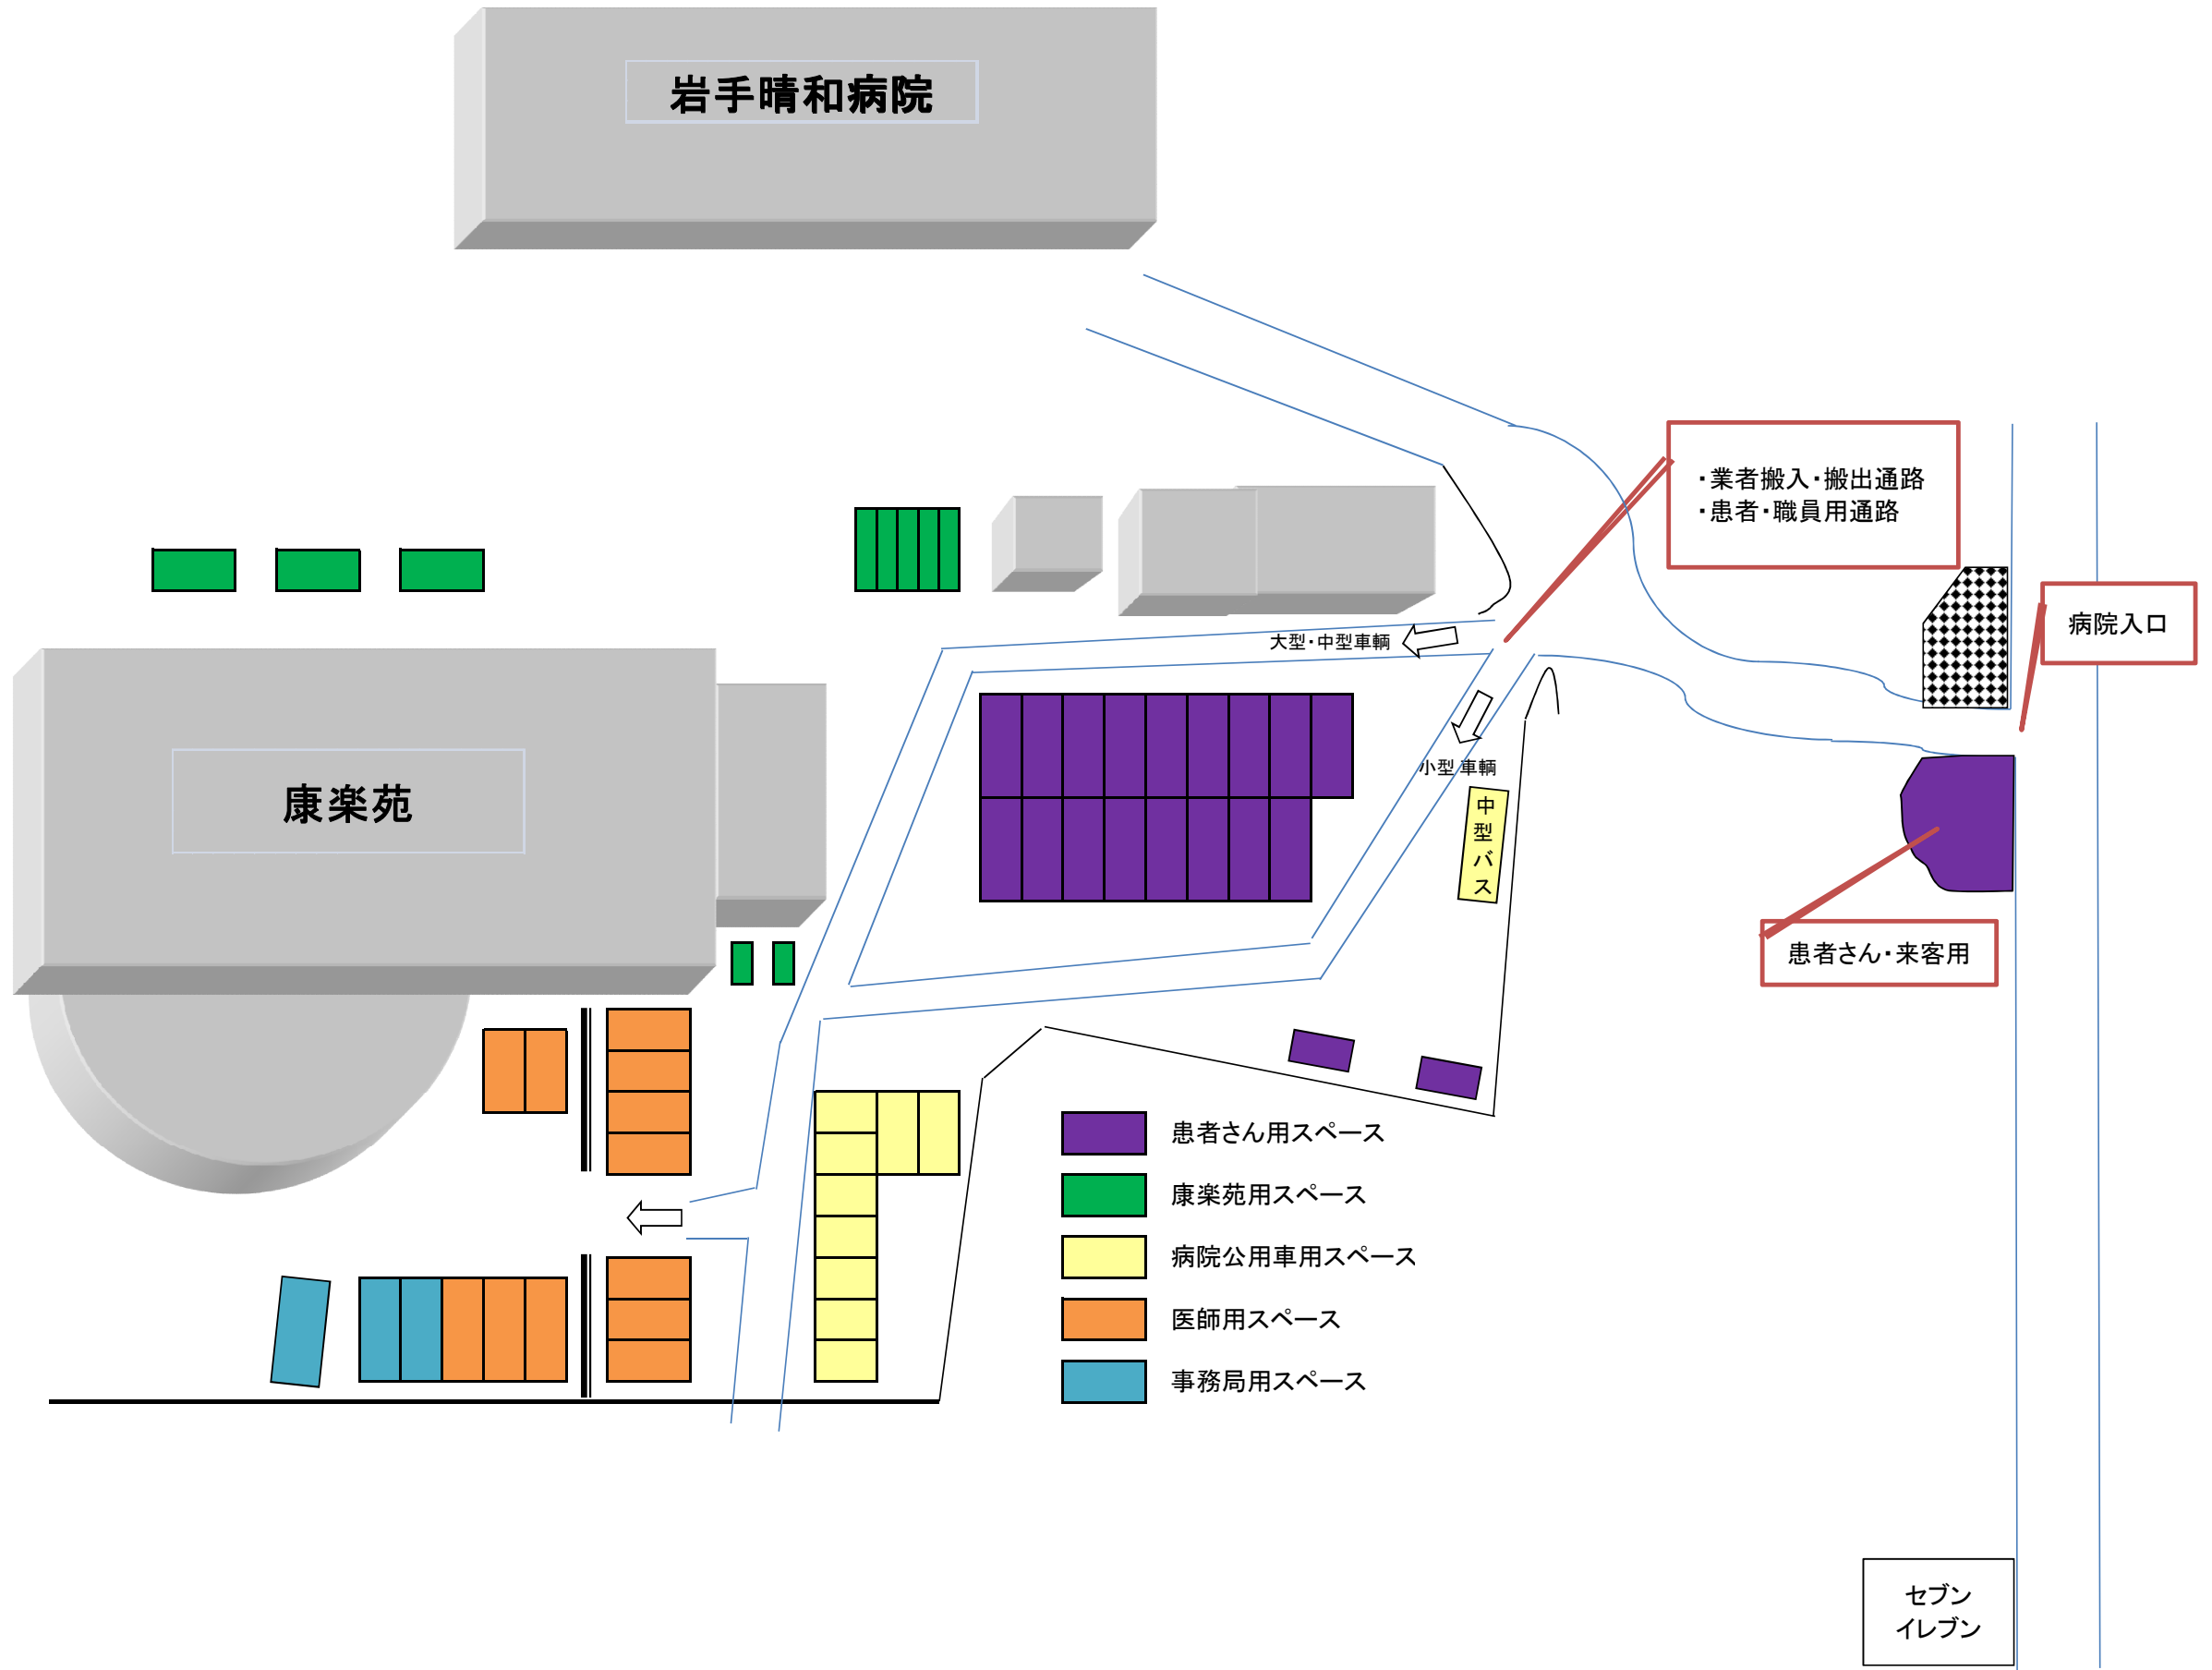 岩手晴和病院
・業者搬入・搬出通路
・患者・職員用通路
病院入口
大型・中型車輌
小型 車輌
中
型
バ
ス
康楽苑
患者さん・来客用
患者さん用スペース
康楽苑用スペース
病院公用車用スペース
医師用スペース
事務局用スペース
セブン
イレブン